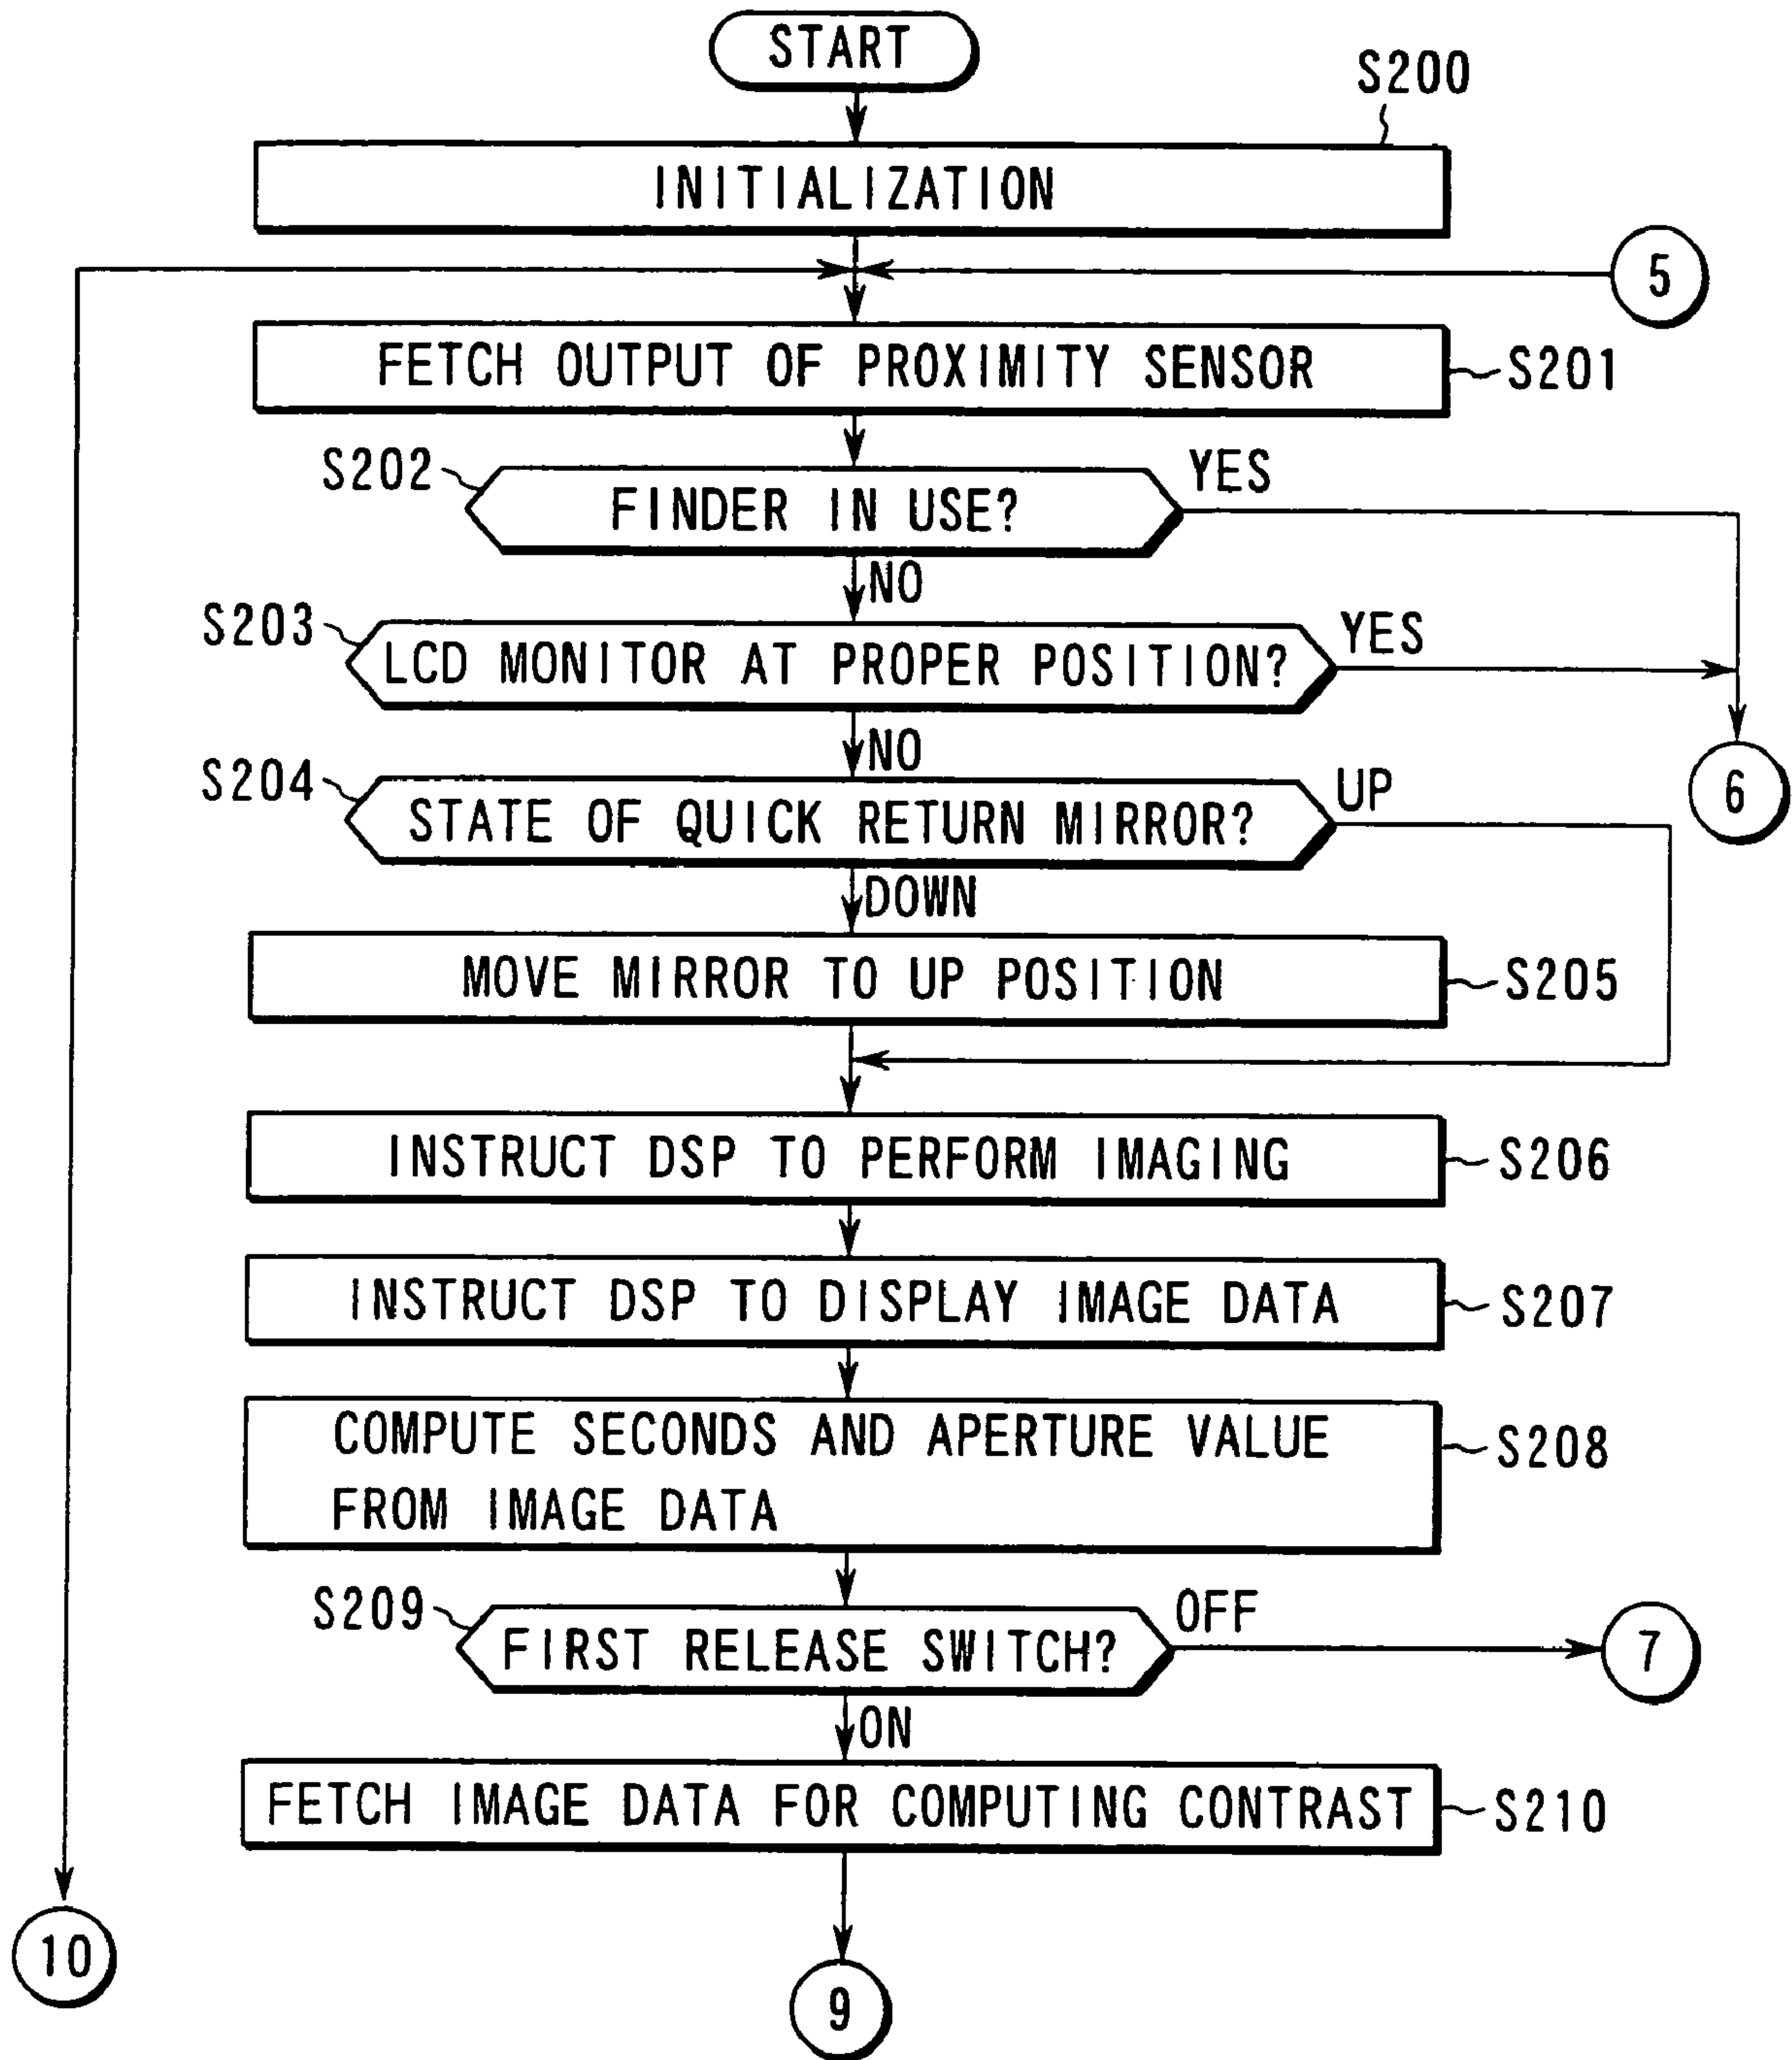 START
S200
INITIALIZATION
5
FETCH OUTPUT OF PROXIMITY SENSOR
S201
S202
FINDER IN USE?
YES
NO
S203
LCD MONITOR AT PROPER POSITION?
YES
NO
6
S204
STATE OF QUICK RETURN MIRROR?
UP
DOWN
MOVE MIRROR TO UP POSITION
S205
INSTRUCT DSP TO PERFORM IMAGING
S206
INSTRUCT DSP TO DISPLAY IMAGE DATA
S207
COMPUTE SECONDS AND APERTURE VALUE
FROM IMAGE DATA
S208
S209
FIRST RELEASE SWITCH?
OFF
7
ON
FETCH IMAGE DATA FOR COMPUTING CONTRAST
S210
10
9